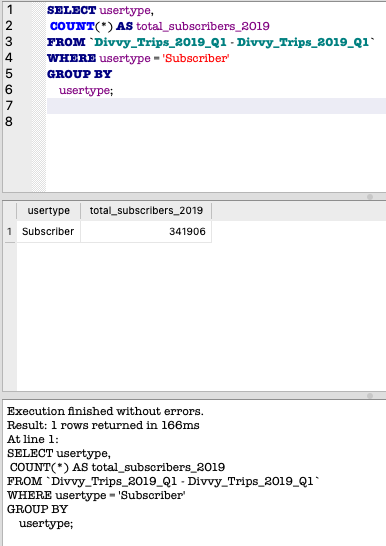 1 SELECT usertype,
2 COUNT(*) AS total_subscribers_2019
3 FROM `Divvy_Trips_2019_Q1 - Divvy_Trips_2019_Q1`
4 WHERE usertype = 'Subscriber'
5 GROUP BY
6 usertype;
7
8
usertype total_subscribers_2019
1 Subscriber 341906
Execution finished without errors.
Result: 1 rows returned in 166ms
At line 1:
SELECT usertype,
COUNT(*) AS total_subscribers_2019
FROM `Divvy_Trips_2019_Q1 - Divvy_Trips_2019_Q1`
WHERE usertype = 'Subscriber'
GROUP BY
usertype;